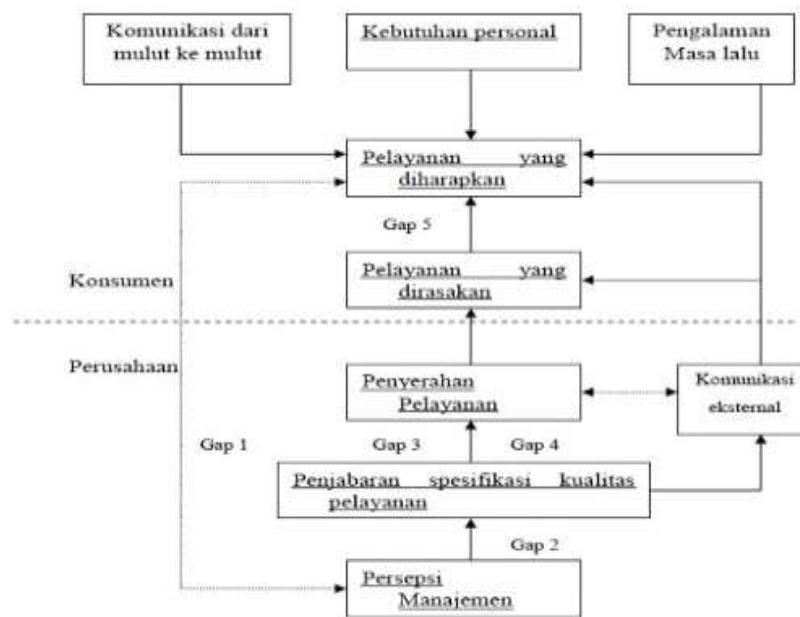 Komunikasi dari
mulut ke mulut
Kebutuhan personal
Pengalaman
Masa lalu
Pelayanan yang
diharapkan
Gap 5
Pelayanan yang
dirasakan
Konsumen
Perusahaan
Penyerahan
Pelayanan
Komunikasi
eksternal
Gap 1
Gap 3
Gap 4
Penjabaran spesifikasi kualitas
pelayanan
Gap 2
Persepsi
Manajemen